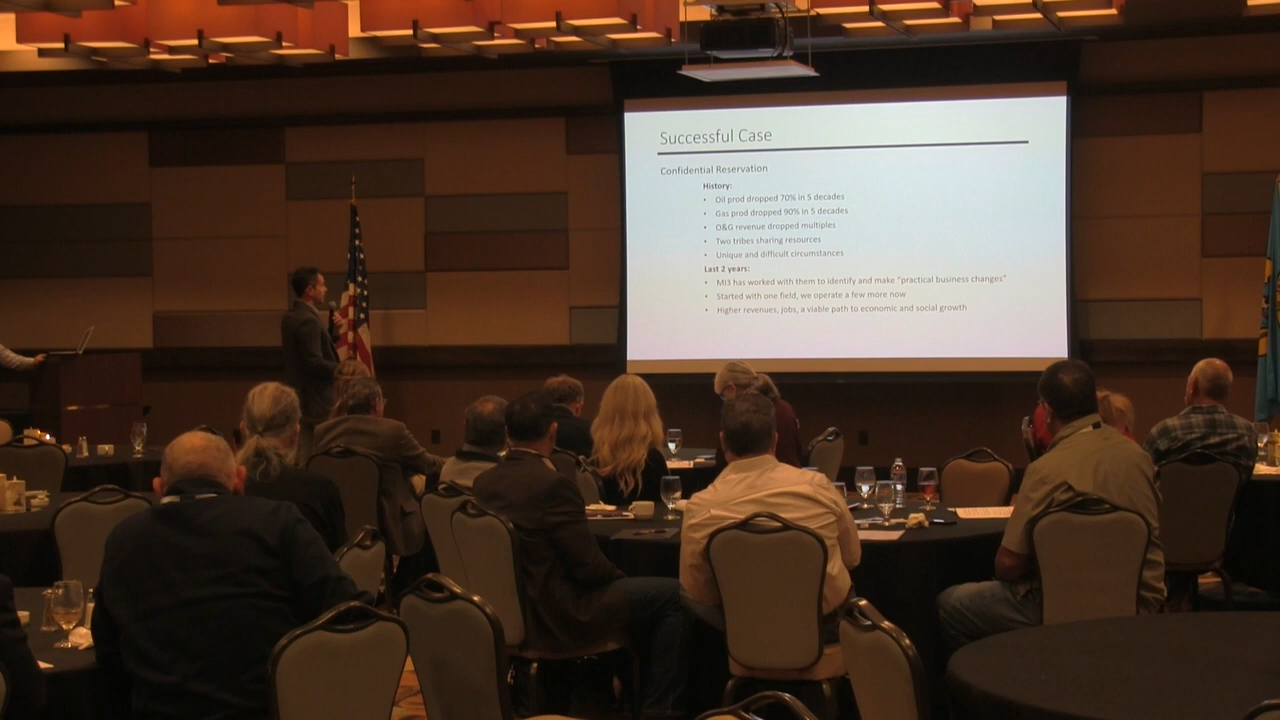 Successful Case
Confidential Reservation
History:
• Oil prod dropped 70% in 5 decades
• Gas prod dropped 90% in 5 decades
• O&G revenue dropped multiples
• Two tribes sharing resources
• Unique and difficult circumstances
Last 2 years:
• MI3 has worked with them to identify and make "practical business changes"
• Started with one field, we operate a few more now
• Higher revenues, jobs, a viable path to economic and social growth